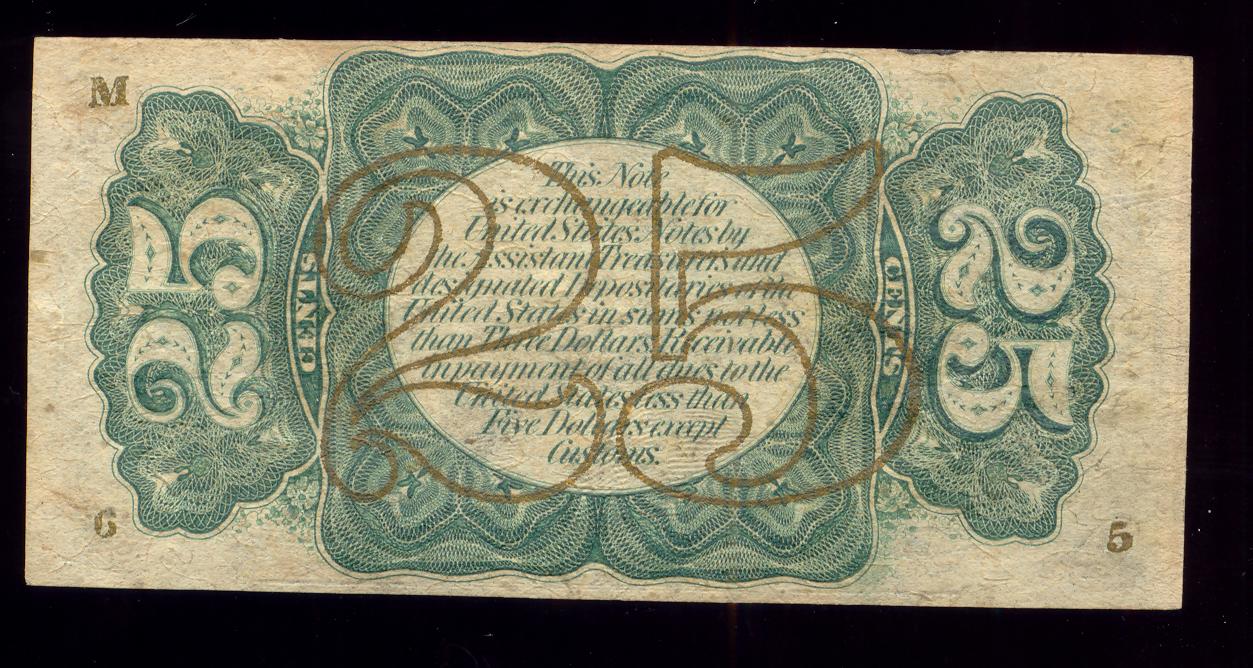 M
25
CENTS
25
This Note
is exchangeable for
United States Notes by
the Assistant Treasurers and
designated Depositaries of the
United States in sums not less
than Three Dollars. Receivable
in payment of all dues to the
United States less than
Five Dollars except
Customs.
CENTS
25
6
5